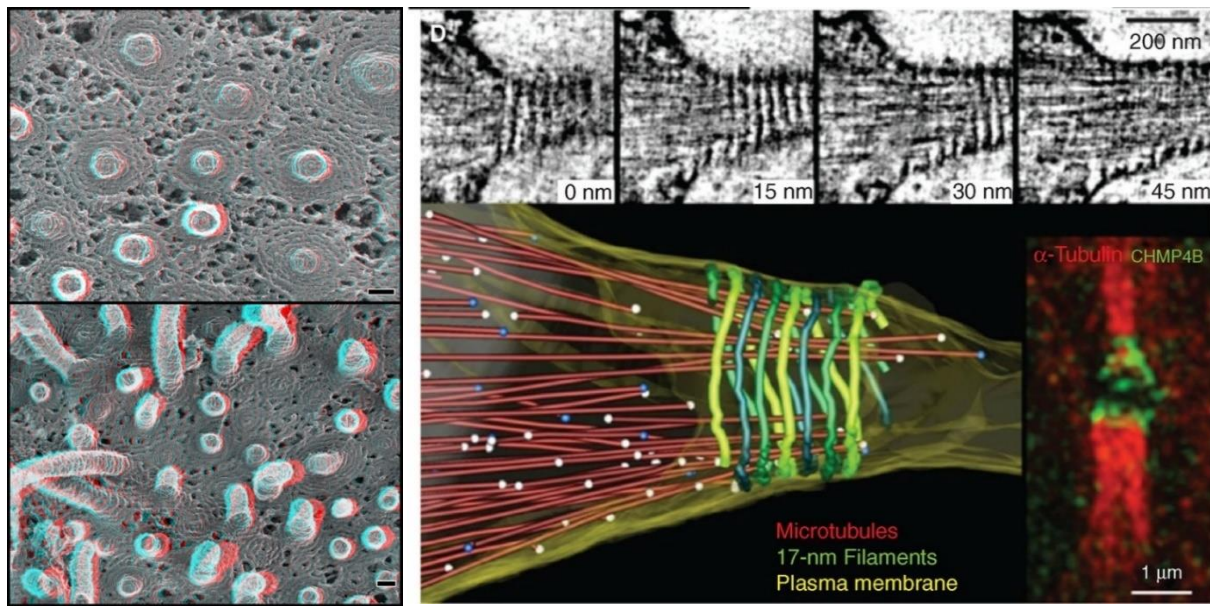 D
200 nm
0 nm
15 nm
30 nm
45 nm
α-Tubulin CHMP4B
Microtubules
17-nm Filaments
Plasma membrane
1 μm